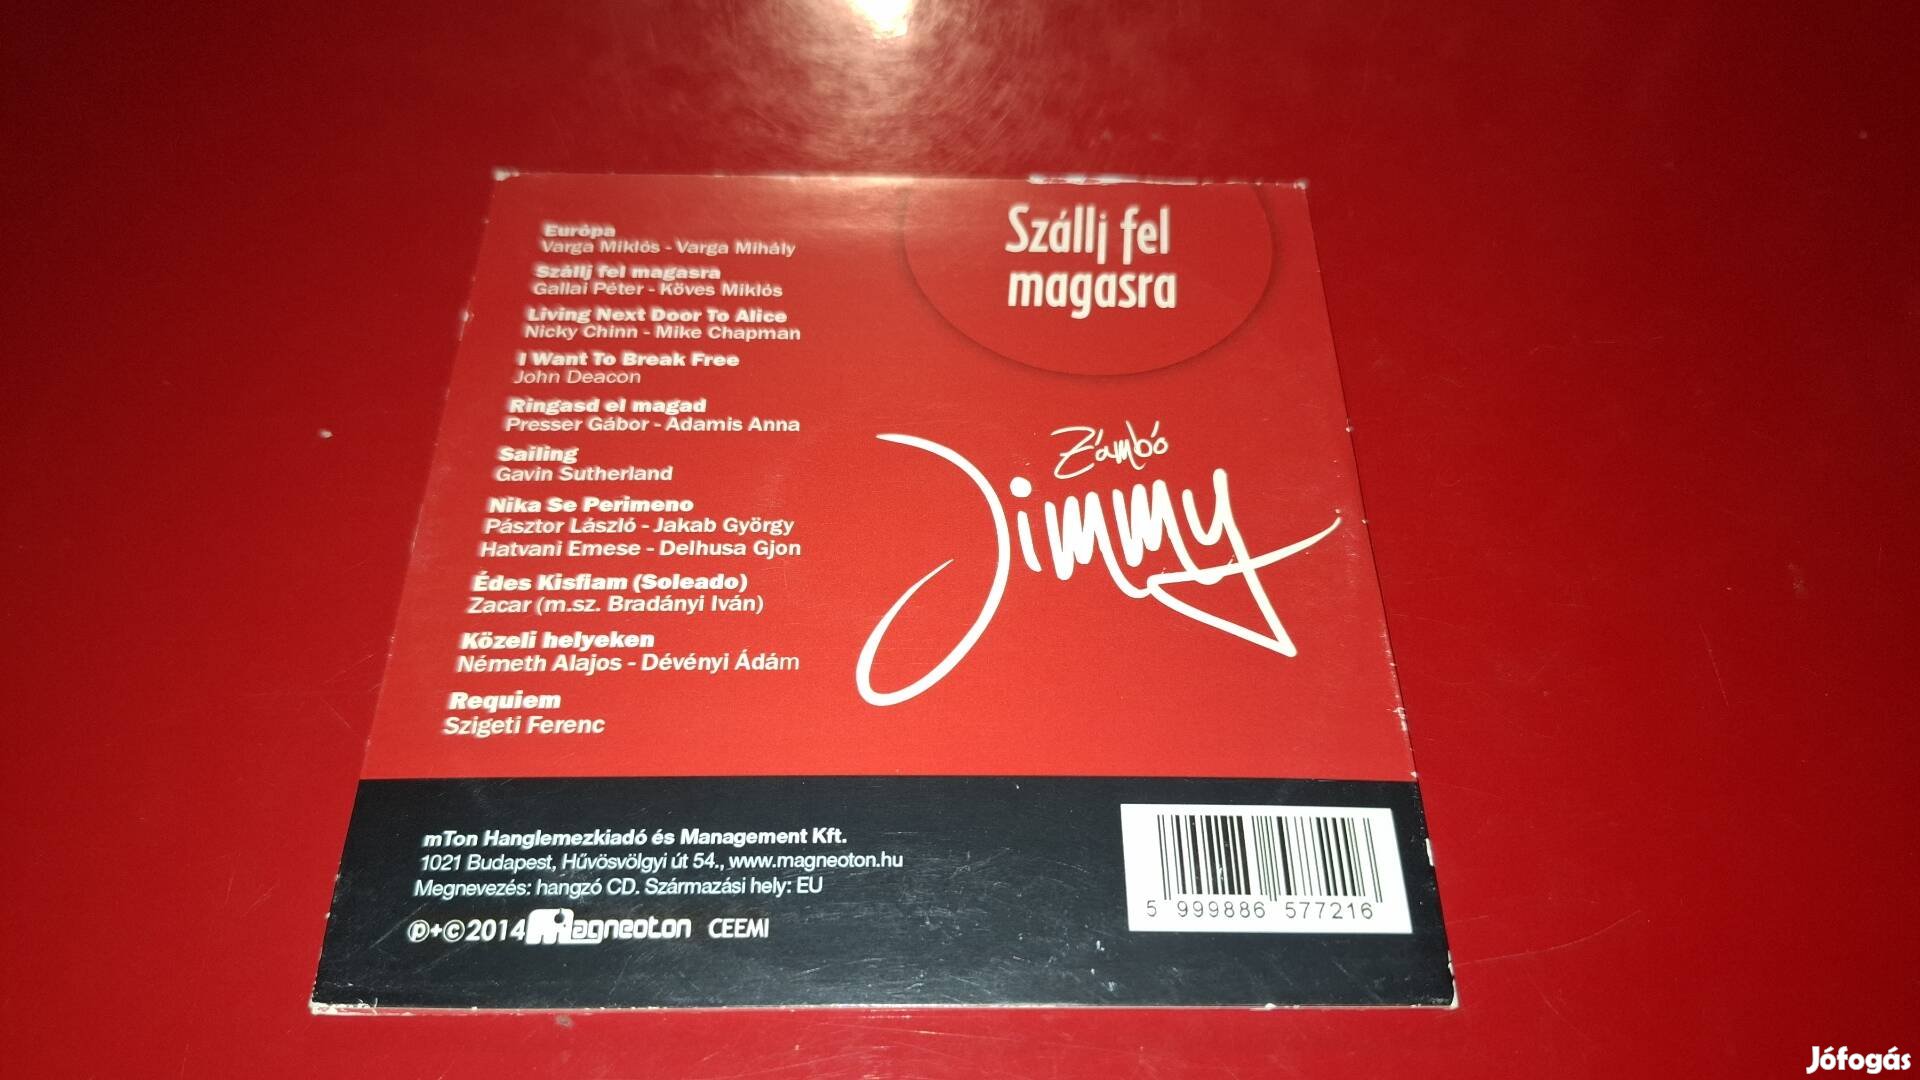 Európa
Varga Miklós - Varga Mihály
Szállj fel magasra
Gallai Péter - Köves Miklós
Living Next Door To Alice
Nicky Chinn - Mike Chapman
I Want To Break Free
John Deacon
Ringasd el magad
Presser Gábor - Adamis Anna
Sailing
Gavin Sutherland
Nika Se Perimeno
Pásztor László - Jakab György
Hatvani Emese - Delhusa Gjon
Édes Kisfiam (Soleado)
Zacar (m.sz. Bradányi Iván)
Közeli helyeken
Németh Alajos - Dévényi Ádám
Requiem
Szigeti Ferenc
Szállj fel
magasra
Zámbó
Jimmy
mTon Hanglemezkiadó és Management Kft.
1021 Budapest, Hűvösvölgyi út 54., www.magneoton.hu
Megnevezés: hangzó CD. Származási hely: EU
℗+©2014 Magneoton CEEMI
5 999886 577216
Jófogás